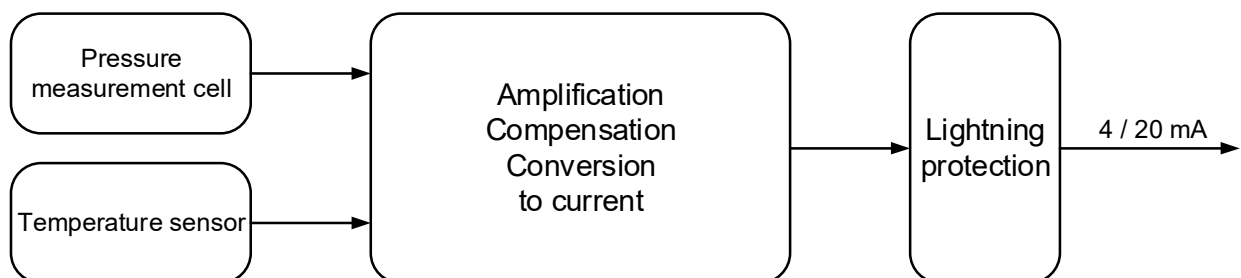 Pressure
measurement cell
Temperature sensor
Amplification
Compensation
Conversion
to current
Lightning
protection
4 / 20 mA